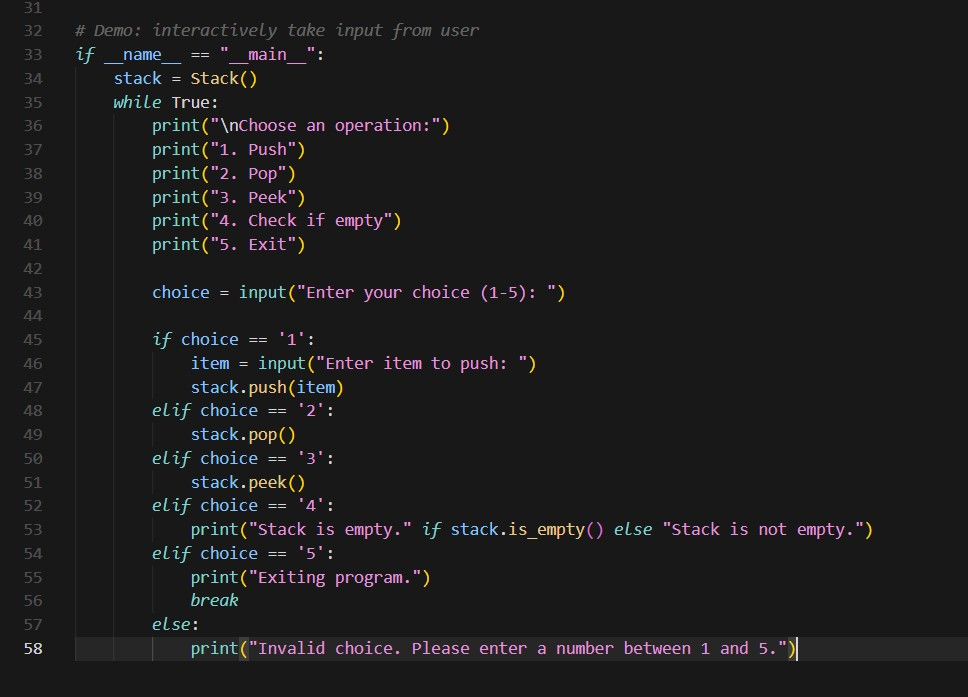 31
32 # Demo: interactively take input from user
33 if __name__ == "__main__":
34     stack = Stack()
35     while True:
36         print("\nChoose an operation:")
37         print("1. Push")
38         print("2. Pop")
39         print("3. Peek")
40         print("4. Check if empty")
41         print("5. Exit")
42
43         choice = input("Enter your choice (1-5): ")
44
45         if choice == '1':
46             item = input("Enter item to push: ")
47             stack.push(item)
48         elif choice == '2':
49             stack.pop()
50         elif choice == '3':
51             stack.peek()
52         elif choice == '4':
53             print("Stack is empty." if stack.is_empty() else "Stack is not empty.")
54         elif choice == '5':
55             print("Exiting program.")
56             break
57         else:
58             print("Invalid choice. Please enter a number between 1 and 5.")